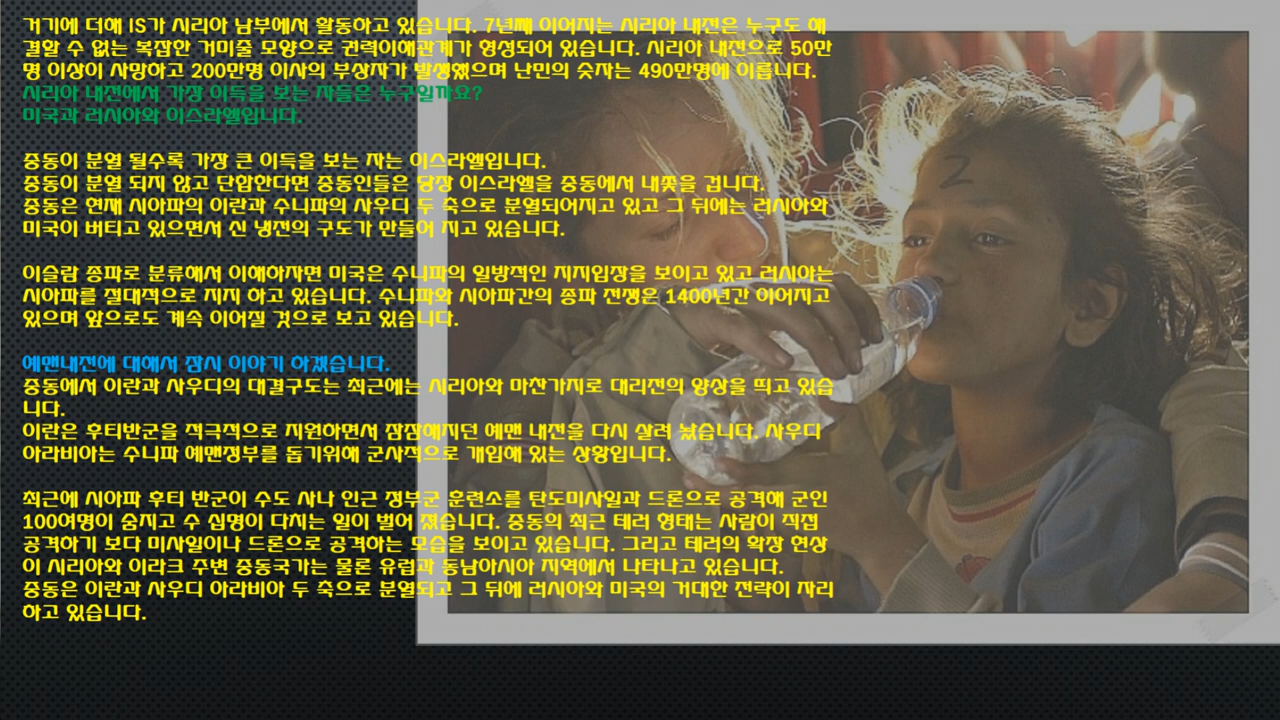 거기에 더해 IS가 시리아 남부에서 활동하고 있습니다. 7년째 이어지는 시리아 내전은 누구도 해
결할 수 없는 복잡한 거미줄 모양으로 권력이해관계가 형성되어 있습니다. 시리아 내전으로 50만
명 이상이 사망하고 200만명 이사의 부상자가 발생했으며 난민의 숫자는 490만명에 이릅니다.
시리아 내전에서 가장 이득을 보는 자들은 누구일까요?
미국과 러시아와 이스라엘입니다.
중동이 분열 될수록 가장 큰 이득을 보는 자는 이스라엘입니다.
중동이 분열 되지 않고 단합한다면 중동인들은 당장 이스라엘을 중동에서 내쫓을 겁니다.
중동은 현재 시아파의 이란과 수니파의 사우디 두 축으로 분열되어지고 있고 그 뒤에는 러시아와
미국이 버티고 있으면서 신 냉전의 구도가 만들어 지고 있습니다.
이슬람 종파로 분류해서 이해하자면 미국은 수니파의 일방적인 지지입장을 보이고 있고 러시아는
시아파를 절대적으로 지지 하고 있습니다. 수니파와 시아파간의 종파 전쟁은 1400년간 이어지고
있으며 앞으로도 계속 이어질 것으로 보고 있습니다.
예맨내전에 대해서 잠시 이야기 하겠습니다.
중동에서 이란과 사우디의 대결구도는 최근에는 시리아와 마찬가지로 대리전의 양상을 띄고 있습
니다.
이란은 후티반군을 적극적으로 지원하면서 잠잠해지던 예맨 내전을 다시 살려 놨습니다. 사우디
아라비아는 수니파 예맨정부를 돕기위해 군사적으로 개입해 있는 상황입니다.
최근에 시아파 후티 반군이 수도 사나 인근 정부군 훈련소를 탄도미사일과 드론으로 공격해 군인
100여명이 숨지고 수 십명이 다치는 일이 벌어 졌습니다. 중동의 최근 테러 형태는 사람이 직접
공격하기 보다 미사일이나 드론으로 공격하는 모습을 보이고 있습니다. 그리고 테러의 확장 현상
이 시리아와 이라크 주변 중동국가는 물론 유럽과 동남아시아 지역에서 나타나고 있습니다.
중동은 이란과 사우디 아라비아 두 축으로 분열되고 그 뒤에 러시아와 미국의 거대한 전략이 자리
하고 있습니다.
2